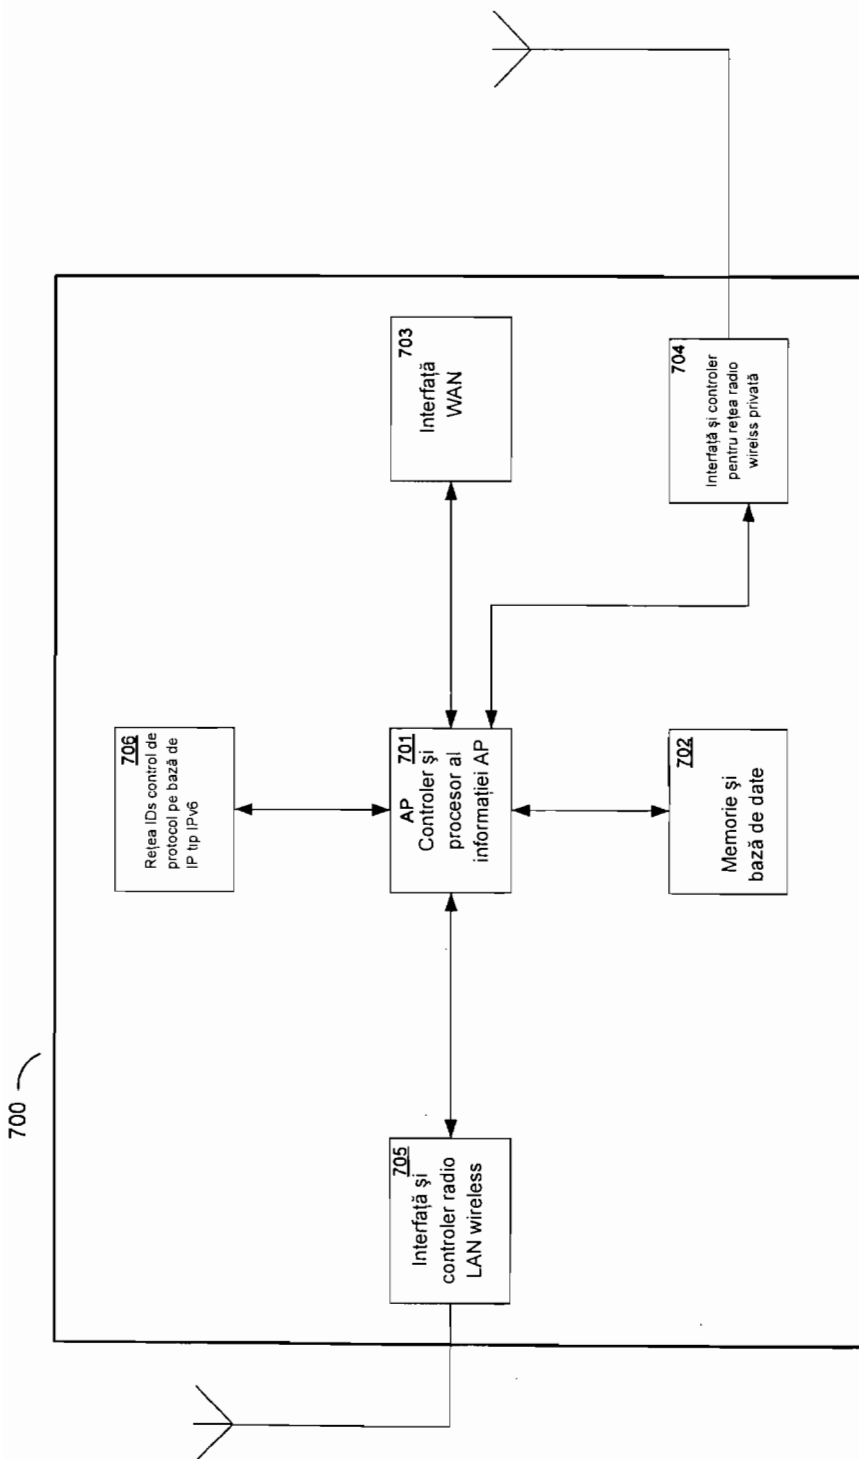 700
706
Rețea IDs control de
protocol pe bază de
IP tip IPv6
705
Interfață și
controler radio
LAN wireless
701
AP
Controler și
procesor al
informației AP
703
Interfață
WAN
702
Memorie și
bază de date
704
Interfață și controler
pentru rețea radio
wirelss privată